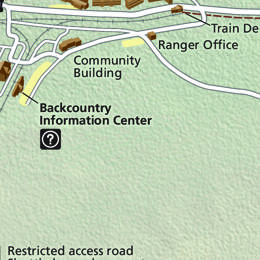 Train De
Ranger Office
Community
Building
Backcountry
Information Center
?
Restricted access road